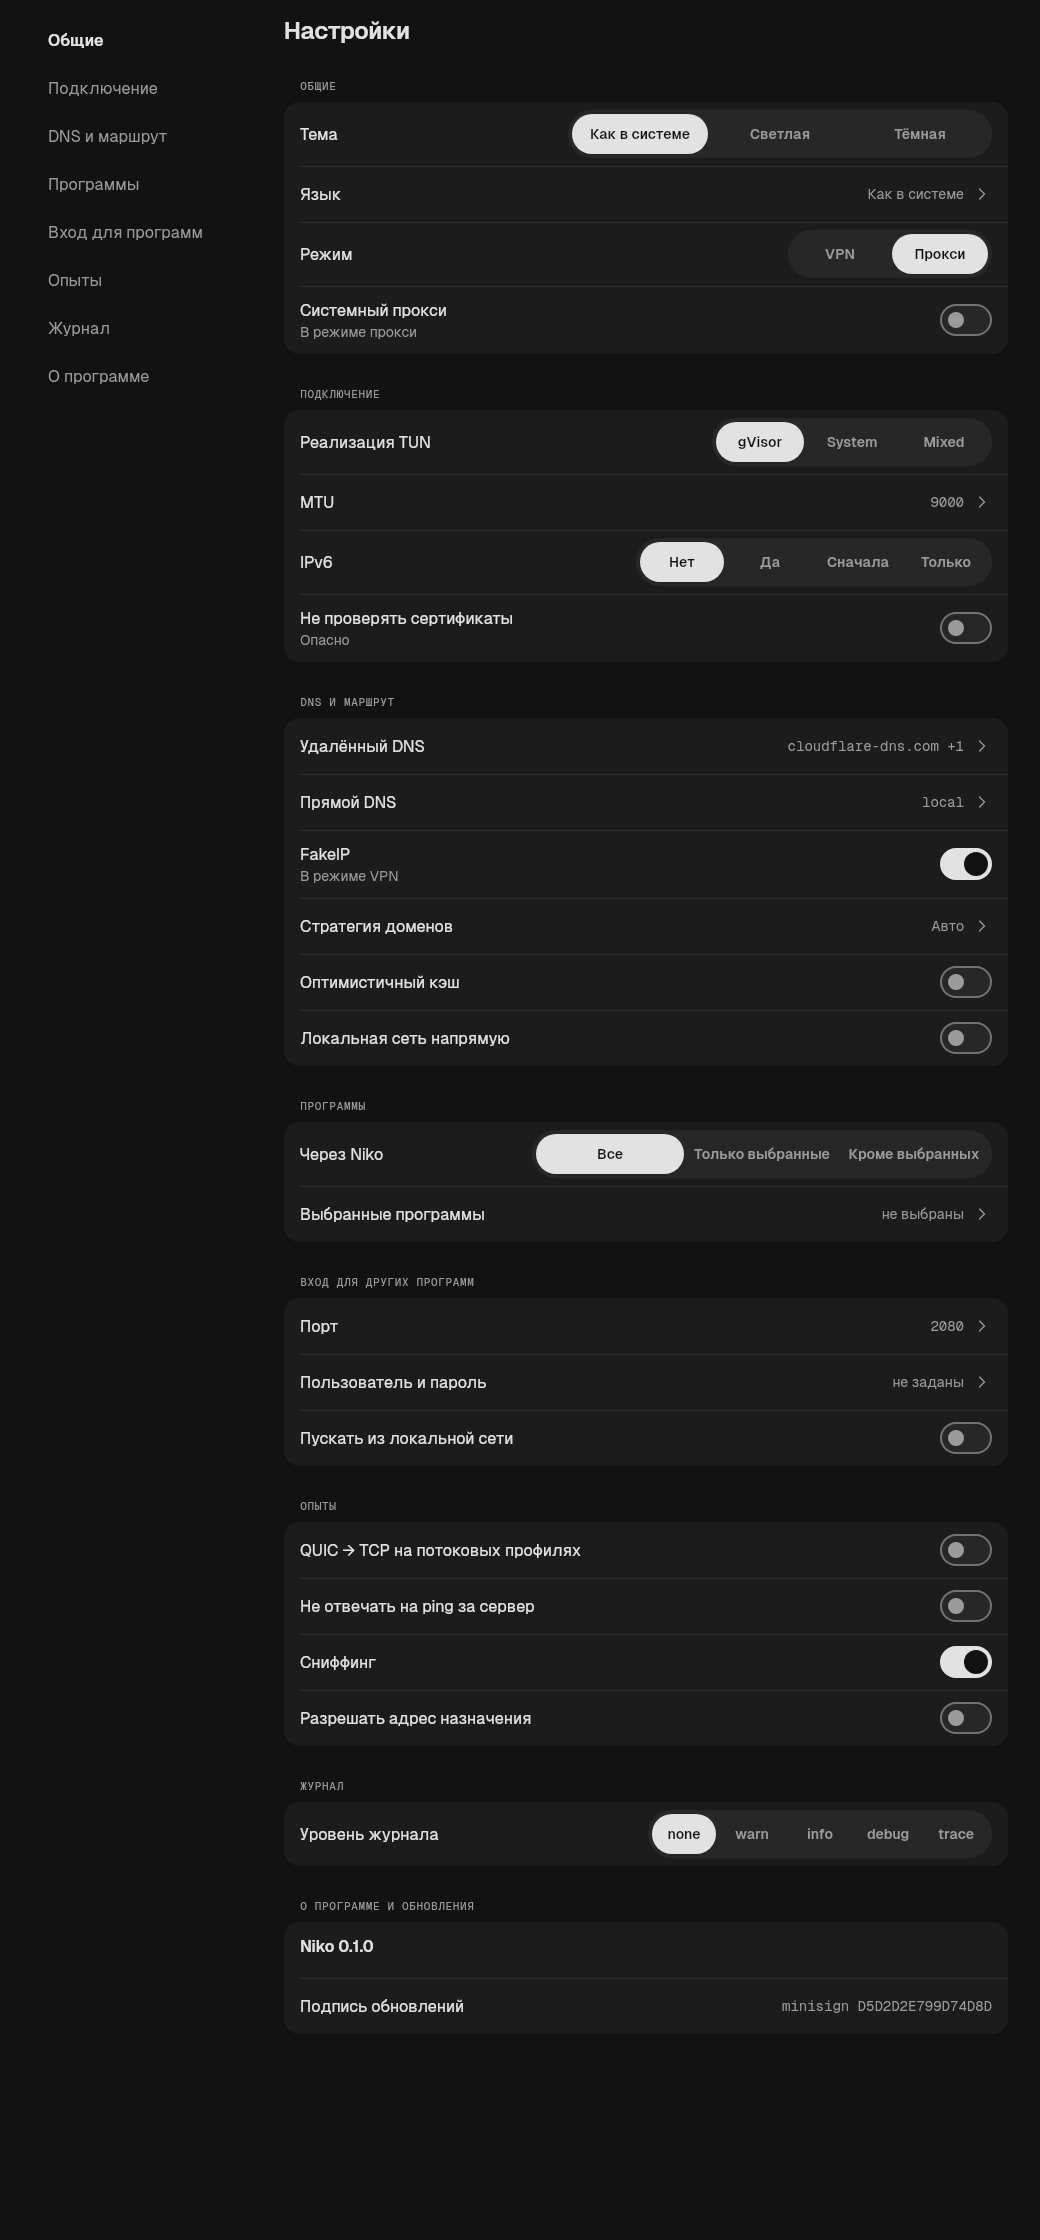 Общие
Подключение
DNS и маршрут
Программы
Вход для программ
Опыты
Журнал
О программе
Настройки
ОБЩИЕ
Тема Как в системе Светлая Тёмная
Язык Как в системе
Режим VPN Прокси
Системный прокси
В режиме прокси
ПОДКЛЮЧЕНИЕ
Реализация TUN gVisor System Mixed
MTU 9000
IPv6 Нет Да Сначала Только
Не проверять сертификаты
Опасно
DNS И МАРШРУТ
Удалённый DNS cloudflare-dns.com +1
Прямой DNS local
FakeIP
В режиме VPN
Стратегия доменов Авто
Оптимистичный кэш
Локальная сеть напрямую
ПРОГРАММЫ
Через Niko Все Только выбранные Кроме выбранных
Выбранные программы не выбраны
ВХОД ДЛЯ ДРУГИХ ПРОГРАММ
Порт 2080
Пользователь и пароль не заданы
Пускать из локальной сети
ОПЫТЫ
QUIC → TCP на потоковых профилях
Не отвечать на ping за сервер
Сниффинг
Разрешать адрес назначения
ЖУРНАЛ
Уровень журнала none warn info debug trace
О ПРОГРАММЕ И ОБНОВЛЕНИЯ
Niko 0.1.0
Подпись обновлений minisign D5D2D2E799D74D8D